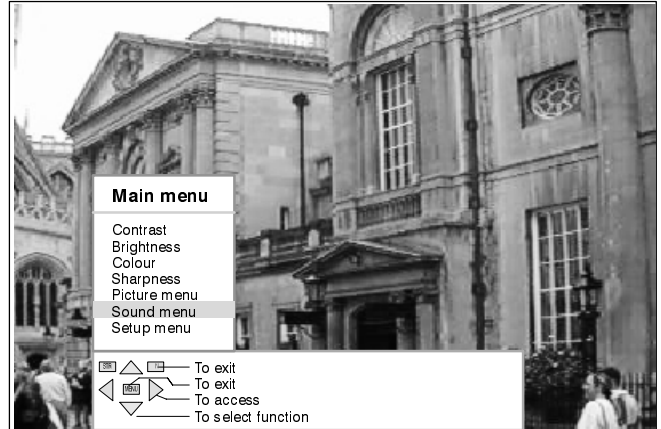 Main menu
Contrast
Brightness
Colour
Sharpness
Picture menu
Sound menu
Setup menu
To exit
MENU To exit
To access
To select function